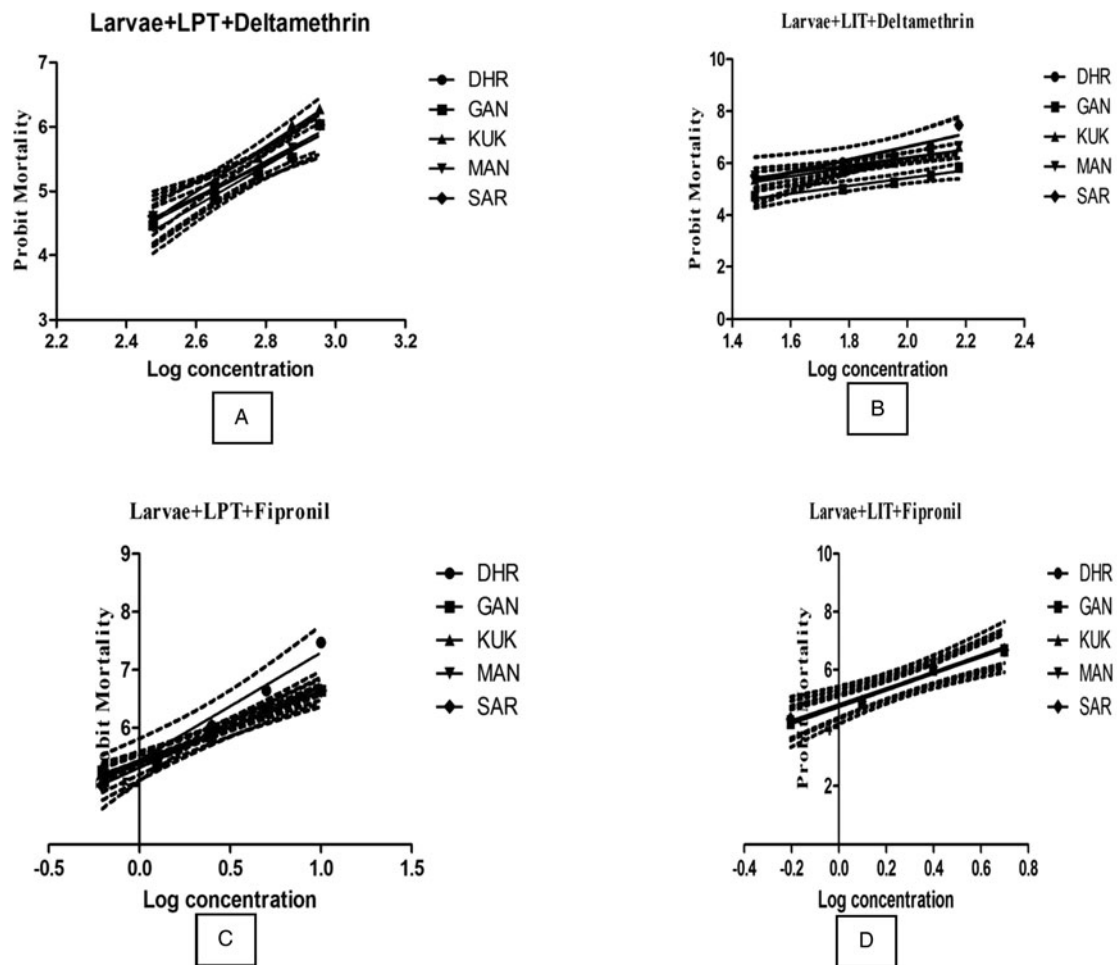 Larvae+LPT+Deltamethrin
Probit Mortality
7
6
5
4
3
2.2 2.4 2.6 2.8 3.0 3.2
Log concentration
DHR
GAN
KUK
MAN
SAR
A
Larvae+LIT+Deltamethrin
Probit Mortality
10
8
6
4
2
0
1.4 1.6 1.8 2.0 2.2 2.4
Log concentration
DHR
GAN
KUK
MAN
SAR
B
Larvae+LPT+Fipronil
Mortality
9
8
7
6
-0.5 0.0 0.5 1.0 1.5
Log concentration
DHR
GAN
KUK
MAN
SAR
C
Larvae+LIT+Fipronil
Probit Mortality
10
8
6
2
-0.4 -0.2 0.0 0.2 0.4 0.6 0.8
Log concentration
DHR
GAN
KUK
MAN
SAR
D